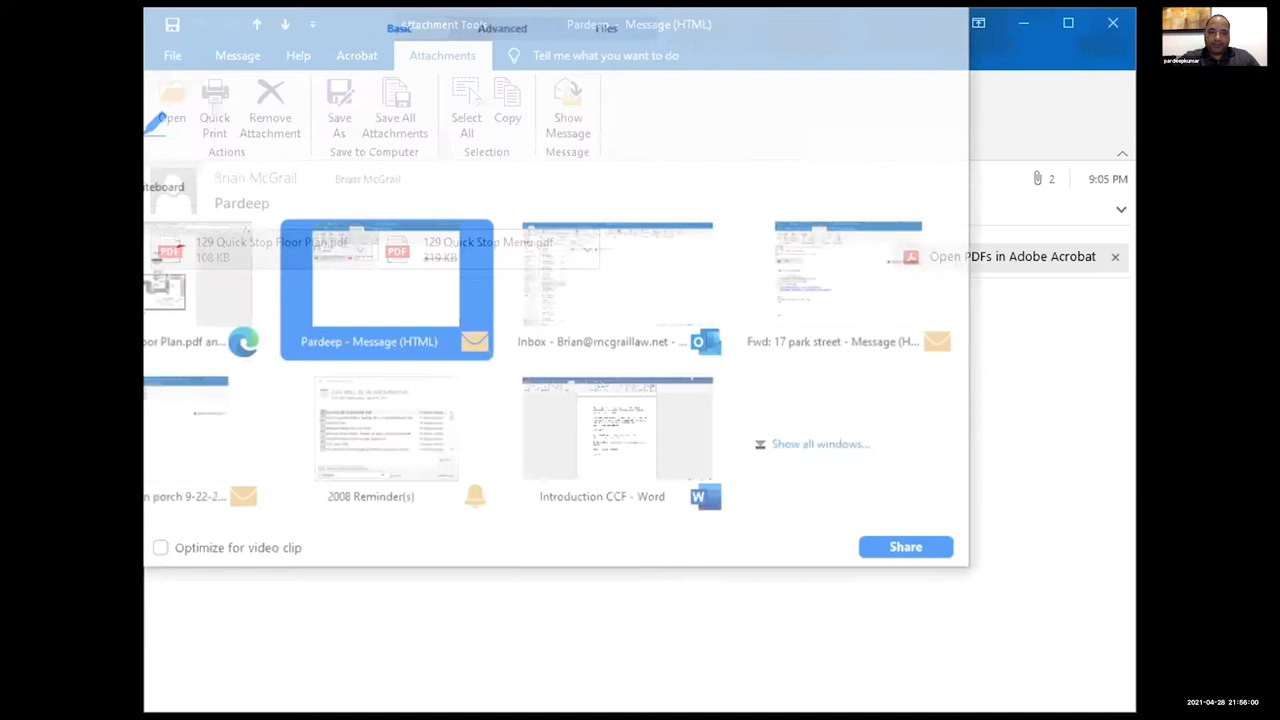 Attachment Tools
Pardeep - Message (HTML)
Basic
Advanced
Files
File
Message
Help
Acrobat
Attachments
Tell me what you want to do
Open
Quick
Print
Remove
Attachment
Save
As
Save All
Attachments
Select
All
Copy
Show
Message
Actions
Save to Computer
Selection
Message
Brian McGrail
Brian McGrail
2
9:05 PM
Pardeep
129 Quick Stop Floor Plan.pdf
108 KB
129 Quick Stop Menu.pdf
319 KB
Open PDFs in Adobe Acrobat
oor Plan.pdf an...
Pardeep - Message (HTML)
Inbox - Brian@mcgraillaw.net - ...
Fwd: 17 park street - Message (H...
Show all windows...
n porch 9-22-2...
2008 Reminder(s)
Introduction CCF - Word
Optimize for video clip
Share
pardeepkumar
2021-04-28 21:56:00